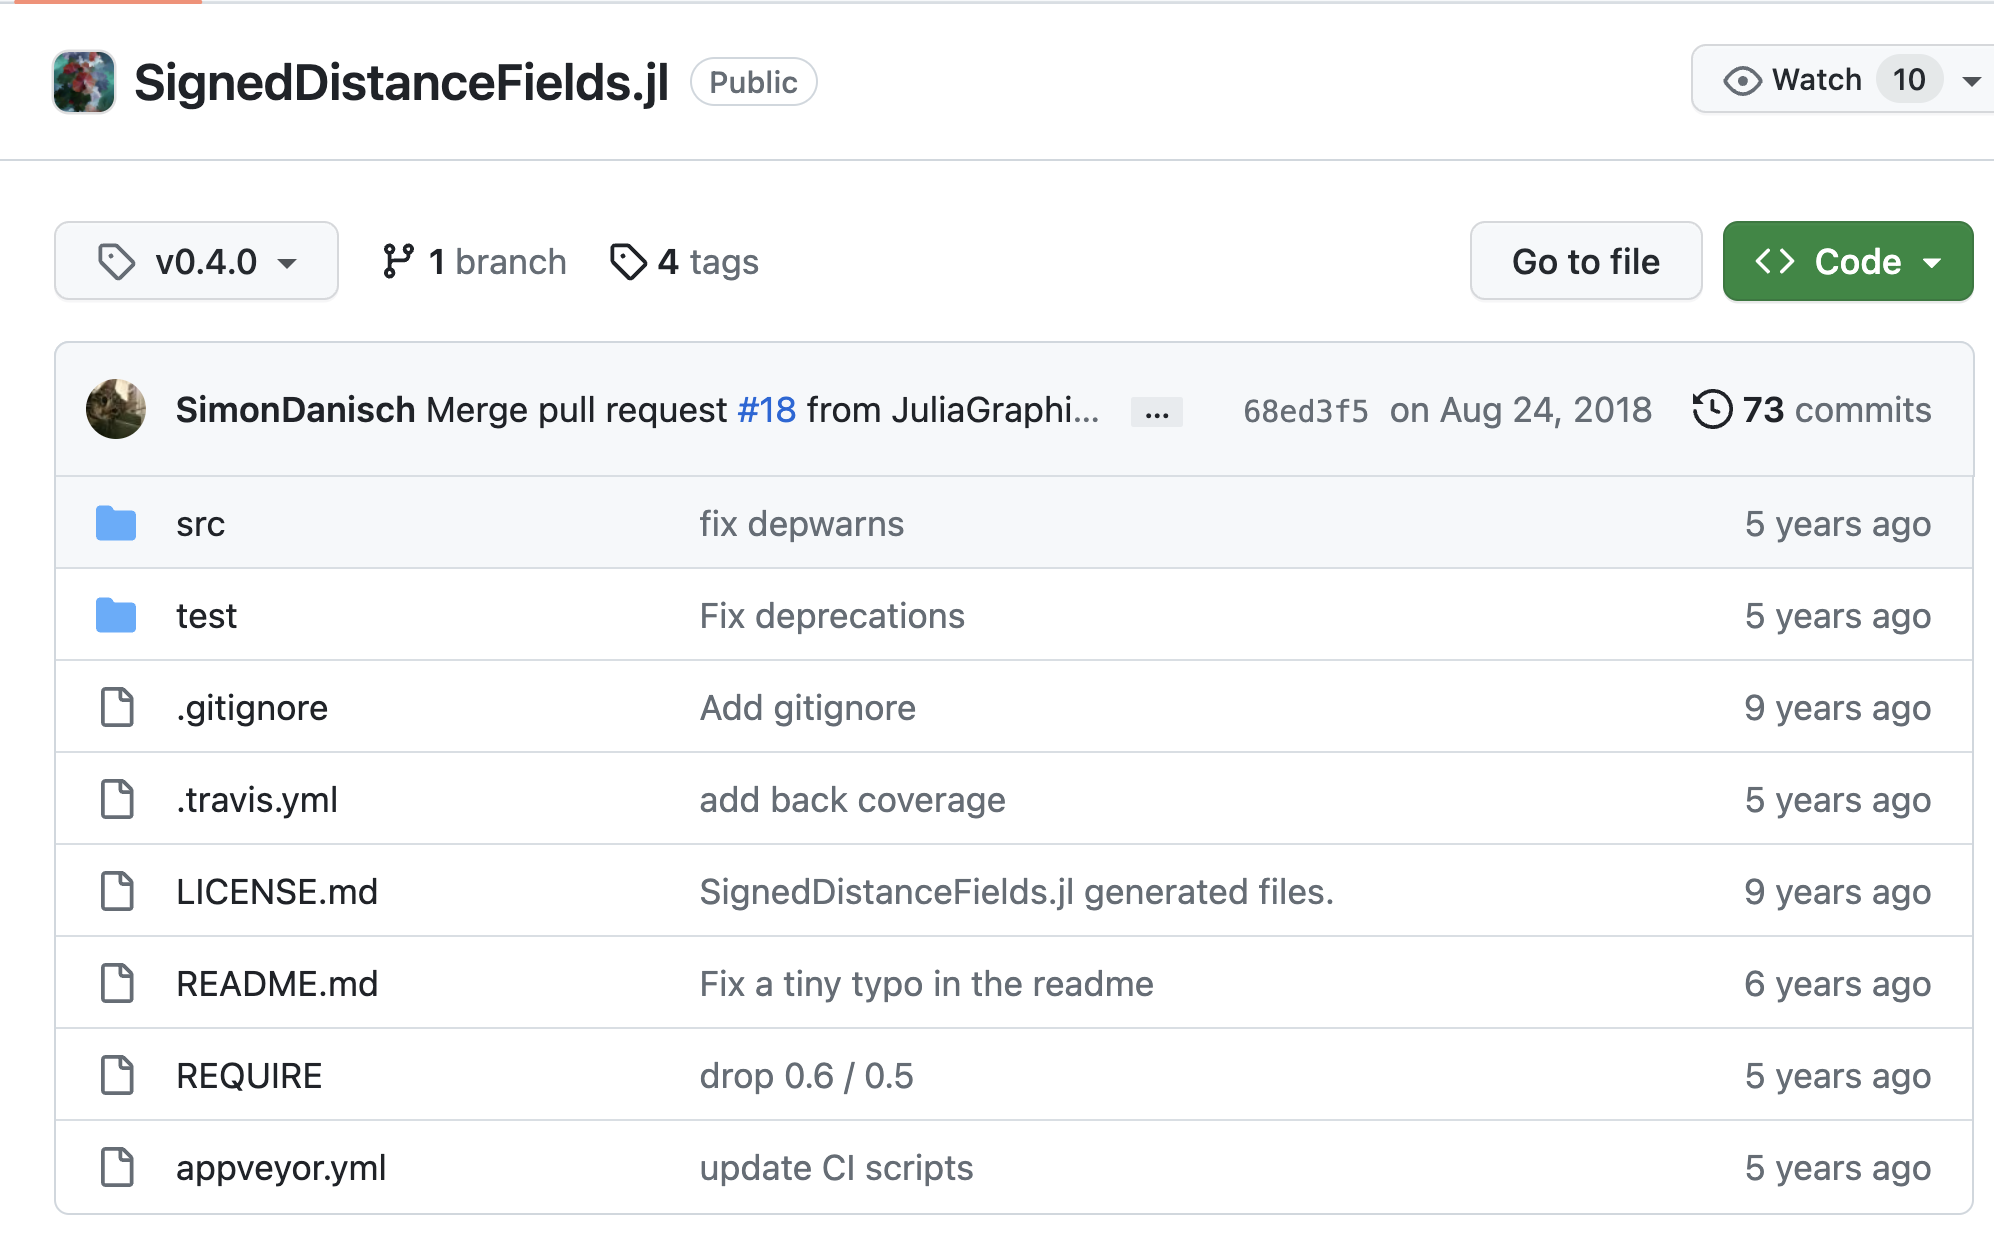 SignedDistanceFields.jl Public Watch 10
v0.4.0 1 branch 4 tags Go to file Code
SimonDanisch Merge pull request #18 from JuliaGraphi... ... 68ed3f5 on Aug 24, 2018 73 commits
src fix depwarns 5 years ago
test Fix deprecations 5 years ago
.gitignore Add gitignore 9 years ago
.travis.yml add back coverage 5 years ago
LICENSE.md SignedDistanceFields.jl generated files. 9 years ago
README.md Fix a tiny typo in the readme 6 years ago
REQUIRE drop 0.6 / 0.5 5 years ago
appveyor.yml update CI scripts 5 years ago